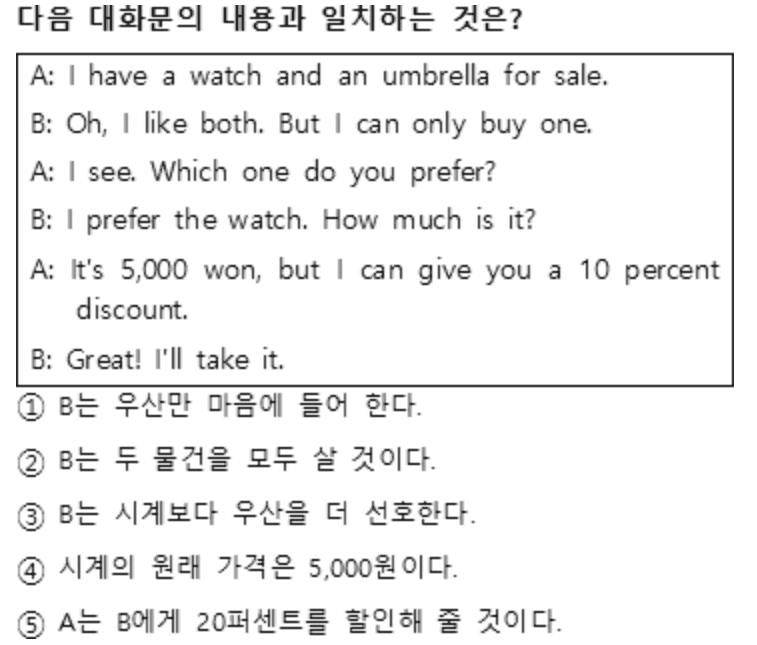 다음 대화문의 내용과 일치하는 것은?
A: I have a watch and an umbrella for sale.
B: Oh, I like both. But I can only buy one.
A: I see. Which one do you prefer?
B: I prefer the watch. How much is it?
A: It's 5,000 won, but I can give you a 10 percent
discount.
B: Great! I'll take it.
① B는 우산만 마음에 들어 한다.
② B는 두 물건을 모두 살 것이다.
③ B는 시계보다 우산을 더 선호한다.
④ 시계의 원래 가격은 5,000원이다.
⑤ A는 B에게 20퍼센트를 할인해 줄 것이다.